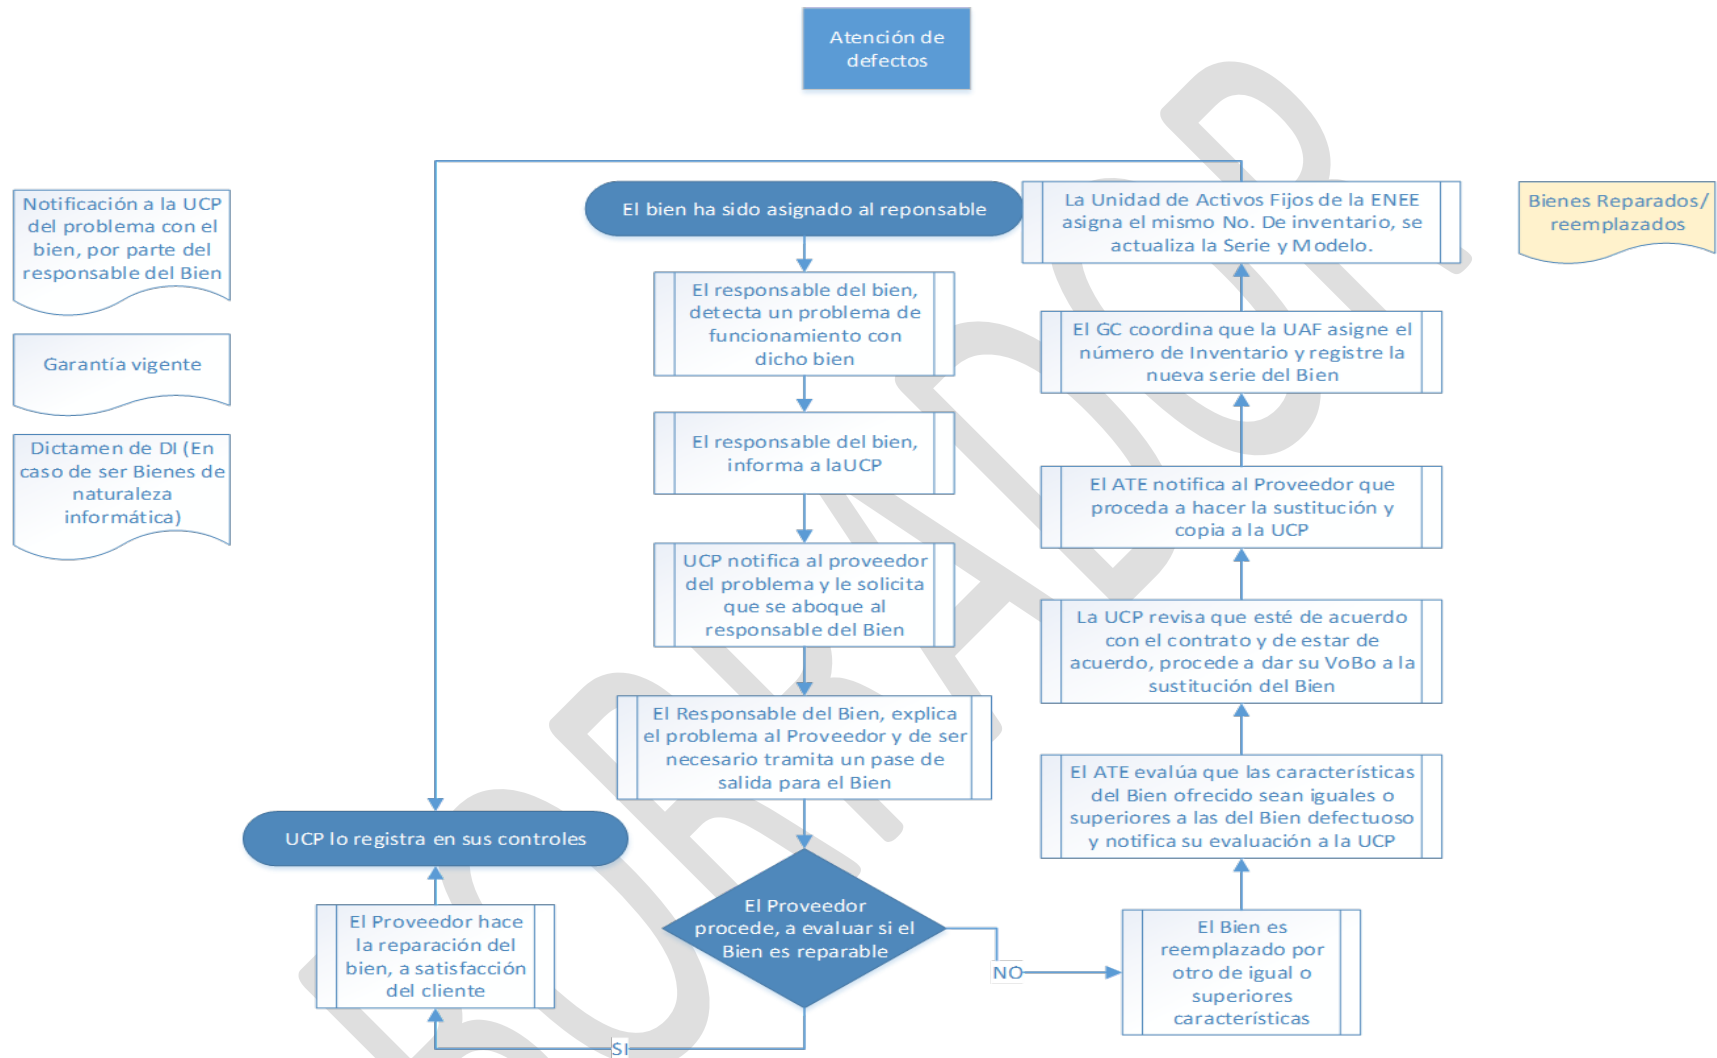 Atención de
defectos
Notificación a la UCP
del problema con el
bien, por parte del
responsable del Bien
Garantía vigente
Dictamen de DI (En
caso de ser Bienes de
naturaleza
informática)
El bien ha sido asignado al reponsable
El responsable del bien,
detecta un problema de
funcionamiento con
dicho bien
El responsable del bien,
informa a laUCP
UCP notifica al proveedor
del problema y le solicita
que se aboque al
responsable del Bien
El Responsable del Bien, explica
el problema al Proveedor y de ser
necesario tramita un pase de
salida para el Bien
El Proveedor
procede, a evaluar si el
Bien es reparable
SI
El Proveedor hace
la reparación del
bien, a satisfacción
del cliente
UCP lo registra en sus controles
NO
El Bien es
reemplazado por
otro de igual o
superiores
características
El ATE evalúa que las características
del Bien ofrecido sean iguales o
superiores a las del Bien defectuoso
y notifica su evaluación a la UCP
La UCP revisa que esté de acuerdo
con el contrato y de estar de
acuerdo, procede a dar su VoBo a la
sustitución del Bien
El ATE notifica al Proveedor que
proceda a hacer la sustitución y
copia a la UCP
El GC coordina que la UAF asigne el
número de Inventario y registre la
nueva serie del Bien
La Unidad de Activos Fijos de la ENEE
asigna el mismo No. De inventario, se
actualiza la Serie y Modelo.
Bienes Reparados/
reemplazados
BORRADOR